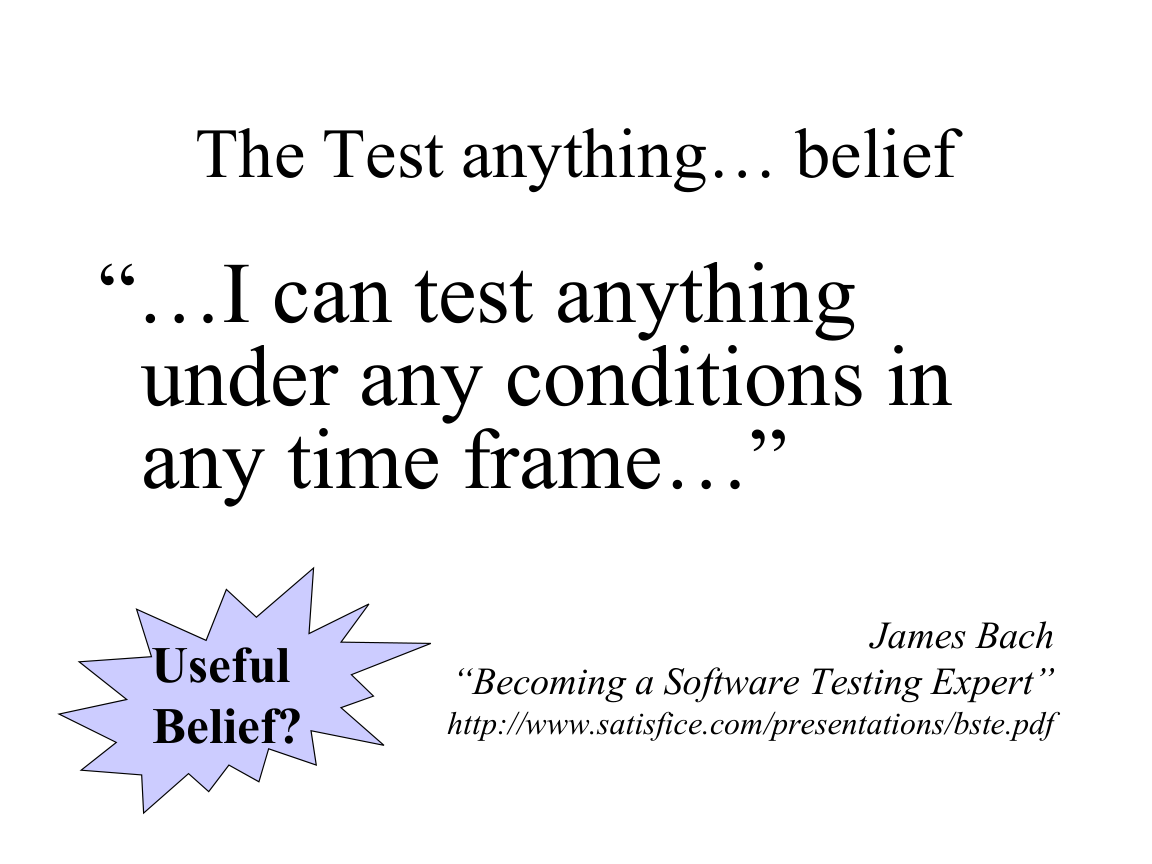 The Test anything… belief
“…I can test anything
under any conditions in
any time frame…”
Useful
Belief?
James Bach
“Becoming a Software Testing Expert”
http://www.satisfice.com/presentations/bste.pdf